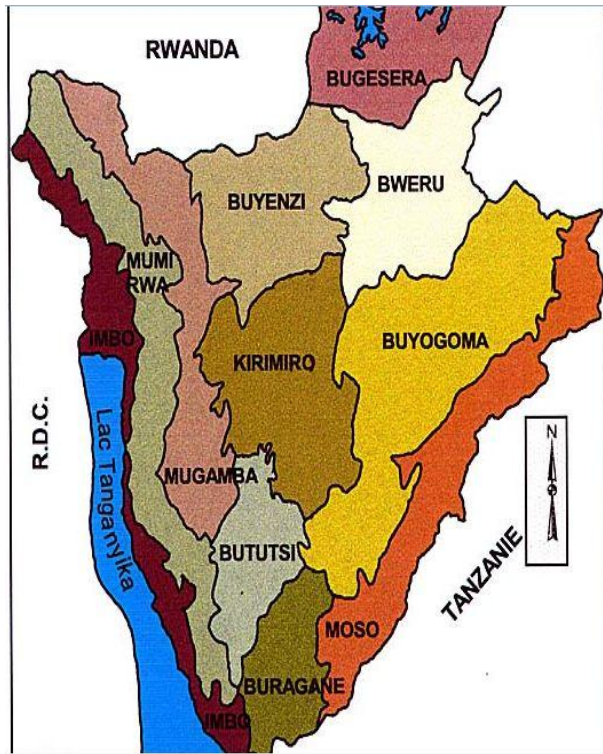 RWANDA
BUGESERA
BWERU
BUYENZI
MUMI
RWA
IMBO
KIRIMIRO
BUYOGOMA
R.D.C.
Lac Tanganyika
MUGAMBA
N
BUTUTSI
TANZANIE
MOSO
BURAGANE
IMBO